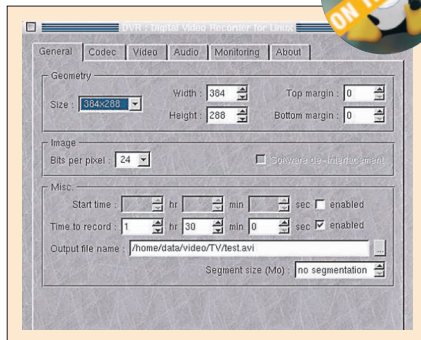 DVR : Digital Video Recorder for Linux
General Codec Video Audio Monitoring About
Geometry
Size : 384x288
Width : 384
Top margin : 0
Height : 288
Bottom margin : 0
Image
Bits per pixel : 24
Software de-interlacement
Misc.
Start time : hr min sec enabled
Time to record : 1 hr 30 min 0 sec enabled
Output file name : /home/data/video/TV/test.avi ...
Segment size (Mo) : no segmentation